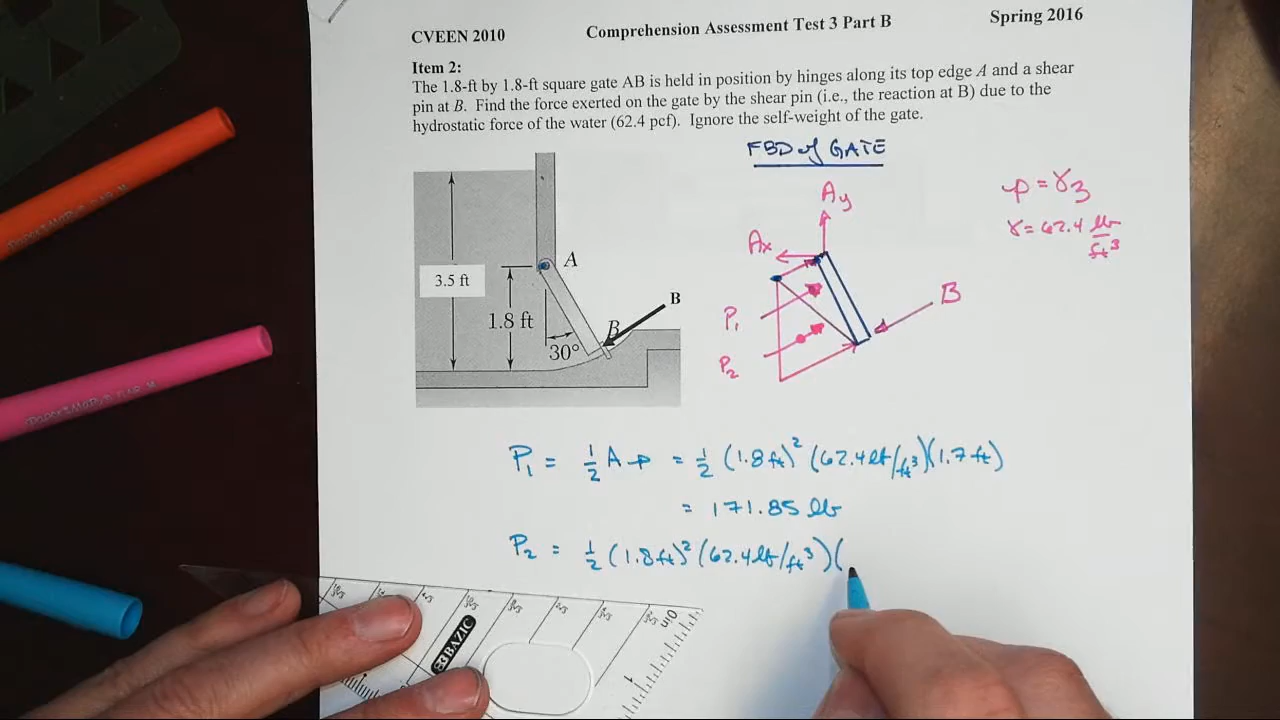 CVEEN 2010 Comprehension Assessment Test 3 Part B Spring 2016
Item 2:
The 1.8-ft by 1.8-ft square gate AB is held in position by hinges along its top edge A and a shear
pin at B. Find the force exerted on the gate by the shear pin (i.e., the reaction at B) due to the
hydrostatic force of the water (62.4 pcf). Ignore the self-weight of the gate.
FBD of GATE
Ay
Ax
P1
P2
B
p = γz
γ = 62.4 lb/ft³
A
3.5 ft
1.8 ft
30°
B
B
P1 = 1/2 A p = 1/2 (1.8 ft)² (62.4 lb/ft³)(1.7 ft)
= 171.85 lb
P2 = 1/2 (1.8 ft)² (62.4 lb/ft³)(
BAZIC